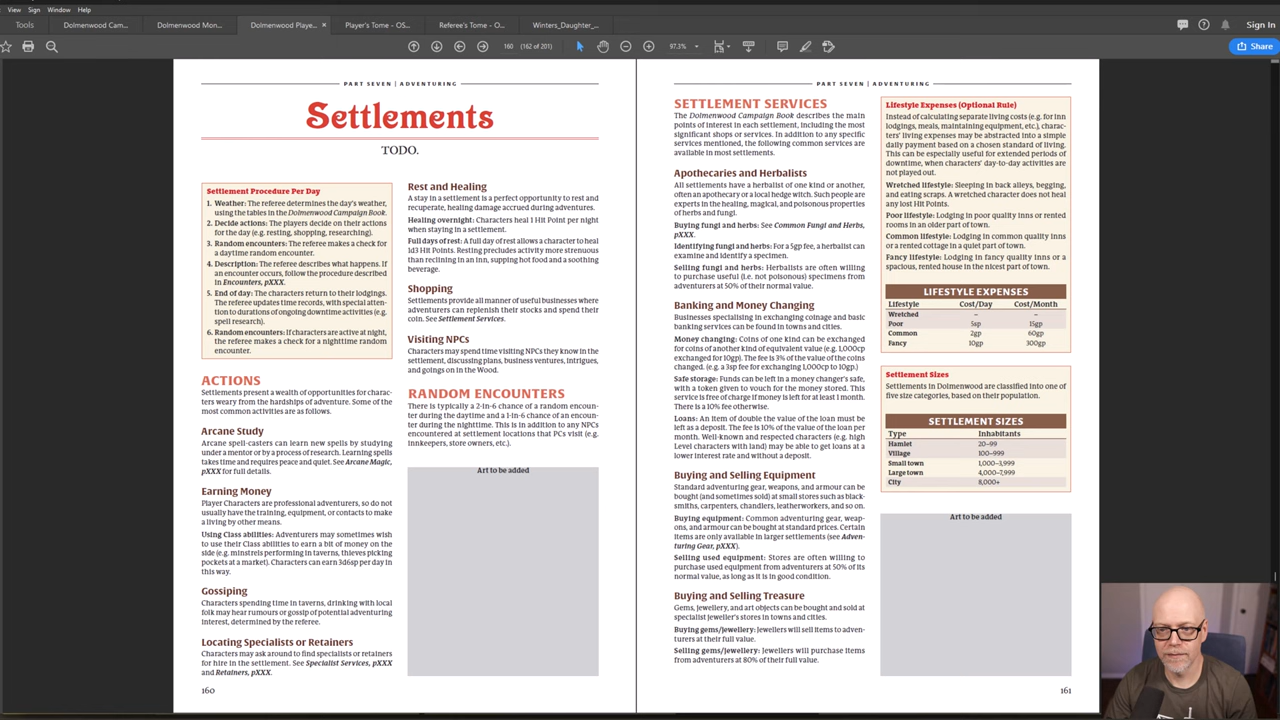 View Sign Window Help
Tools
Dolmenwood Cam...
Dolmenwood Mon...
Dolmenwood Playe... ×
Player's Tome - OS...
Referee's Tome - O...
Winters_Daughter_...
Sign In
160 (162 of 201)
97.3%
Share
PART SEVEN | ADVENTURING
Settlements
TODO.
Settlement Procedure Per Day
1. Weather: The referee determines the day's weather,
using the tables in the Dolmenwood Campaign Book.
2. Decide actions: The players decide on their actions
for the day (e.g. resting, shopping, researching).
3. Random encounters: The referee makes a check for
a daytime random encounter.
4. Description: The referee describes what happens. If
an encounter occurs, follow the procedure described
in Encounters, pXXX.
5. End of day: The characters return to their lodgings.
The referee updates time records, with special atten-
tion to durations of ongoing downtime activities (e.g.
spell research).
6. Random encounters: If characters are active at night,
the referee makes a check for a nighttime random
encounter.
ACTIONS
Settlements present a wealth of opportunities for charac-
ters weary from the hardships of adventure. Some of the
most common activities are as follows.
Arcane Study
Arcane spell-casters can learn new spells by studying
under a mentor or by a process of research. Learning spells
takes time and requires peace and quiet. See Arcane Magic,
pXXX for full details.
Earning Money
Player Characters are professional adventurers, so do not
usually have the training, equipment, or contacts to make
a living by other means.
Using Class abilities: Adventurers may sometimes wish
to use their Class abilities to earn a bit of money on the
side (e.g. minstrels performing in taverns, thieves picking
pockets at a market). Characters can earn 3d6sp per day in
this way.
Gossiping
Characters spending time in taverns, drinking with local
folk may hear rumours or gossip of potential adventuring
interest, determined by the referee.
Locating Specialists or Retainers
Characters may ask around to find specialists or retainers
for hire in the settlement. See Specialist Services, pXXX
and Retainers, pXXX.
160
Rest and Healing
A stay in a settlement is a perfect opportunity to rest and
recuperate, healing damage accrued during adventures.
Healing overnight: Characters heal 1 Hit Point per night
when staying in a settlement.
Full days of rest: A full day of rest allows a character to heal
1d3 Hit Points. Resting precludes activity more strenuous
than reclining in an inn, supping hot food and a soothing
beverage.
Shopping
Settlements provide all manner of useful businesses where
adventurers can replenish their stocks and spend their
coin. See Settlement Services.
Visiting NPCs
Characters may spend time visiting NPCs they know in the
settlement, discussing plans, business ventures, intrigues,
and goings on in the Wood.
RANDOM ENCOUNTERS
There is typically a 2-in-6 chance of a random encoun-
ter during the daytime and a 1-in-6 chance of an encoun-
ter during the nighttime. This is in addition to any NPCs
encountered at settlement locations that PCs visit (e.g.
innkeepers, store owners, etc.).
Art to be added
PART SEVEN | ADVENTURING
SETTLEMENT SERVICES
The Dolmenwood Campaign Book describes the main
points of interest in each settlement, including the most
significant shops or services. In addition to any specific
services mentioned, the following common services are
available in most settlements.
Apothecaries and Herbalists
All settlements have a herbalist of one kind or another,
often an apothecary or a local hedge witch. Such people are
experts in the healing, magical, and poisonous properties
of herbs and fungi.
Buying fungi and herbs: See Common Fungi and Herbs,
pXXX.
Identifying fungi and herbs: For a 5gp fee, a herbalist can
examine and identify a specimen.
Selling fungi and herbs: Herbalists are often willing
to purchase useful (i.e. not poisonous) specimens from
adventurers at 50% of their normal value.
Banking and Money Changing
Businesses specialising in exchanging coinage and basic
banking services can be found in towns and cities.
Money changing: Coins of one kind can be exchanged
for coins of another kind of equivalent value (e.g. 1,000cp
exchanged for 10gp). The fee is 3% of the value of the coins
changed. (e.g. a 3sp fee for exchanging 1,000cp to 10gp.)
Safe storage: Funds can be left in a money changer's safe,
with a token given to vouch for the money stored. This
service is free of charge if money is left for at least 1 month.
There is a 10% fee otherwise.
Loans: An item of double the value of the loan must be
left as a deposit. The fee is 10% of the value of the loan per
month. Well-known and respected characters (e.g. high
Level characters with land) may be able to get loans at a
lower interest rate and without a deposit.
Buying and Selling Equipment
Standard adventuring gear, weapons, and armour can be
bought (and sometimes sold) at small stores such as black-
smiths, carpenters, chandlers, leatherworkers, and so on.
Buying equipment: Common adventuring gear, weap-
ons, and armour can be bought at standard prices. Certain
items are only available in larger settlements (see Adven-
turing Gear, pXXX).
Selling used equipment: Stores are often willing to
purchase used equipment from adventurers at 50% of its
normal value, as long as it is in good condition.
Buying and Selling Treasure
Gems, jewellery, and art objects can be bought and sold at
specialist jeweller's stores in towns and cities.
Buying gems/jewellery: Jewellers will sell items to adven-
turers at their full value.
Selling gems/jewellery: Jewellers will purchase items
from adventurers at 80% of their full value.
Lifestyle Expenses (Optional Rule)
Instead of calculating separate living costs (e.g. for inn
lodgings, meals, maintaining equipment, etc.), charac-
ters' living expenses may be abstracted into a simple
daily payment based on a chosen standard of living.
This can be especially useful for extended periods of
downtime, when characters' day-to-day activities are
not played out.
Wretched lifestyle: Sleeping in back alleys, begging,
and eating scraps. A wretched character does not heal
any lost Hit Points.
Poor lifestyle: Lodging in poor quality inns or rented
rooms in an older part of town.
Common lifestyle: Lodging in common quality inns
or a rented cottage in a quiet part of town.
Fancy lifestyle: Lodging in fancy quality inns or a
spacious, rented house in the nicest part of town.
LIFESTYLE EXPENSES
Lifestyle Cost/Day Cost/Month
Wretched – –
Poor 5sp 15gp
Common 2gp 60gp
Fancy 10gp 300gp
Settlement Sizes
Settlements in Dolmenwood are classified into one of
five size categories, based on their population.
SETTLEMENT SIZES
Type Inhabitants
Hamlet 20–99
Village 100–999
Small town 1,000–3,999
Large town 4,000–7,999
City 8,000+
Art to be added
161